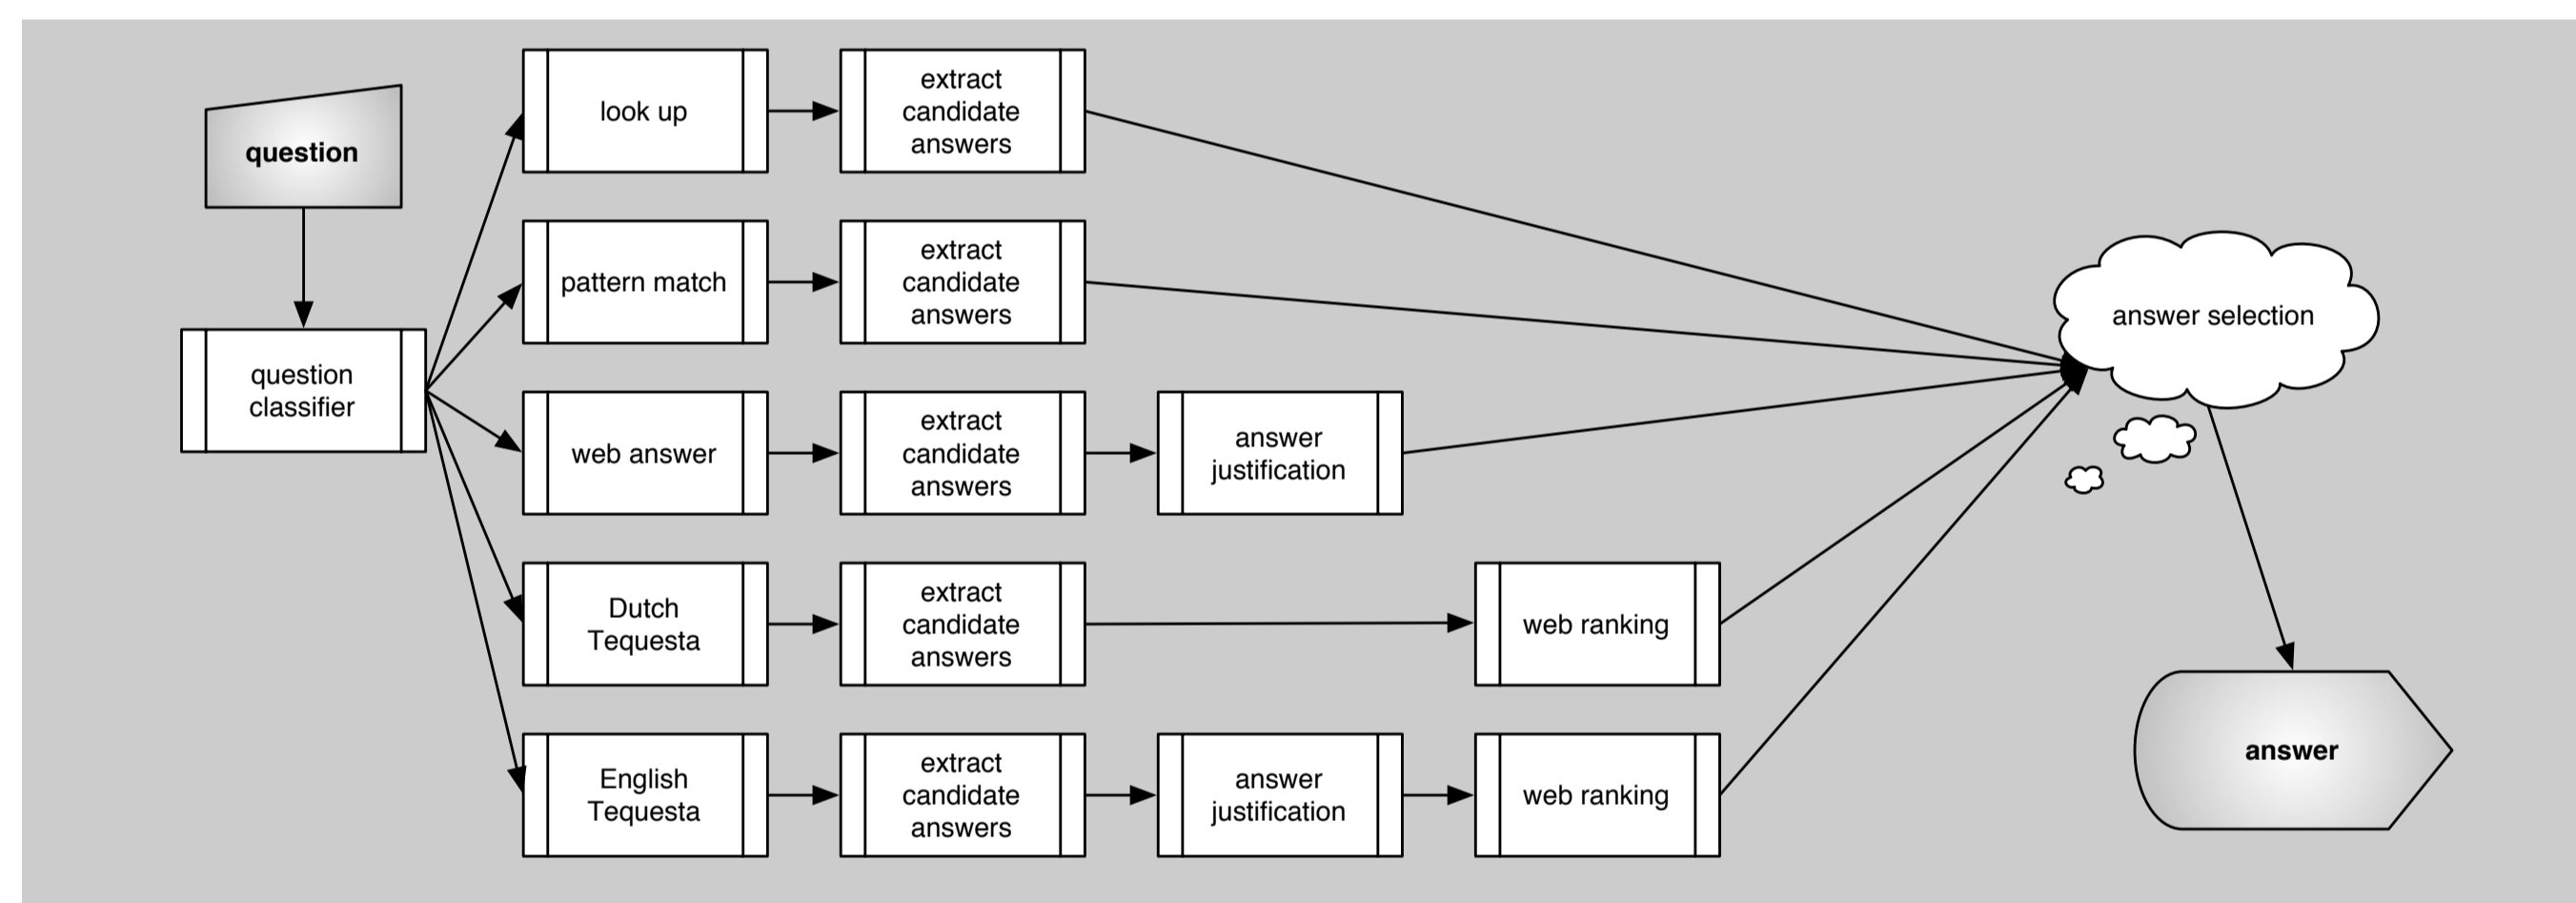 question
question
classifier
look up
extract
candidate
answers
pattern match
extract
candidate
answers
web answer
extract
candidate
answers
answer
justification
Dutch
Tequesta
extract
candidate
answers
web ranking
English
Tequesta
extract
candidate
answers
answer
justification
web ranking
answer selection
answer